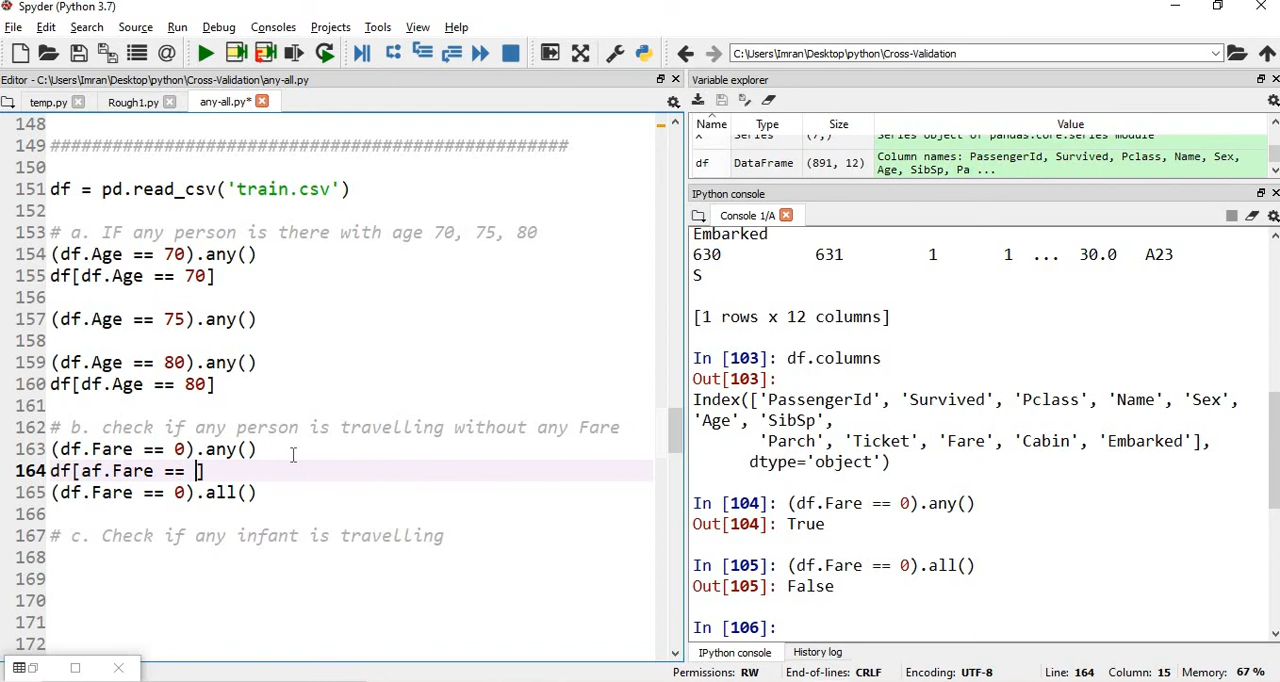 Spyder (Python 3.7)
File Edit Search Source Run Debug Consoles Projects Tools View Help
C:\Users\Imran\Desktop\python\Cross-Validation
Editor - C:\Users\Imran\Desktop\python\Cross-Validation\any-all.py
temp.py Rough1.py any-all.py*
148
149 ##################################################
150
151 df = pd.read_csv('train.csv')
152
153 # a. IF any person is there with age 70, 75, 80
154 (df.Age == 70).any()
155 df[df.Age == 70]
156
157 (df.Age == 75).any()
158
159 (df.Age == 80).any()
160 df[df.Age == 80]
161
162 # b. check if any person is travelling without any Fare
163 (df.Fare == 0).any()
164 df[af.Fare == ]
165 (df.Fare == 0).all()
166
167 # c. Check if any infant is travelling
168
169
170
171
172
Variable explorer
Name Type Size Value
x Series (7,) Series object of pandas.core.series module
df DataFrame (891, 12) Column names: PassengerId, Survived, Pclass, Name, Sex,
Age, SibSp, Pa ...
IPython console
Console 1/A
Embarked
630 631 1 1 ... 30.0 A23
S
[1 rows x 12 columns]
In [103]: df.columns
Out[103]:
Index(['PassengerId', 'Survived', 'Pclass', 'Name', 'Sex',
'Age', 'SibSp',
'Parch', 'Ticket', 'Fare', 'Cabin', 'Embarked'],
dtype='object')
In [104]: (df.Fare == 0).any()
Out[104]: True
In [105]: (df.Fare == 0).all()
Out[105]: False
In [106]:
IPython console History log
Permissions: RW End-of-lines: CRLF Encoding: UTF-8 Line: 164 Column: 15 Memory: 67 %